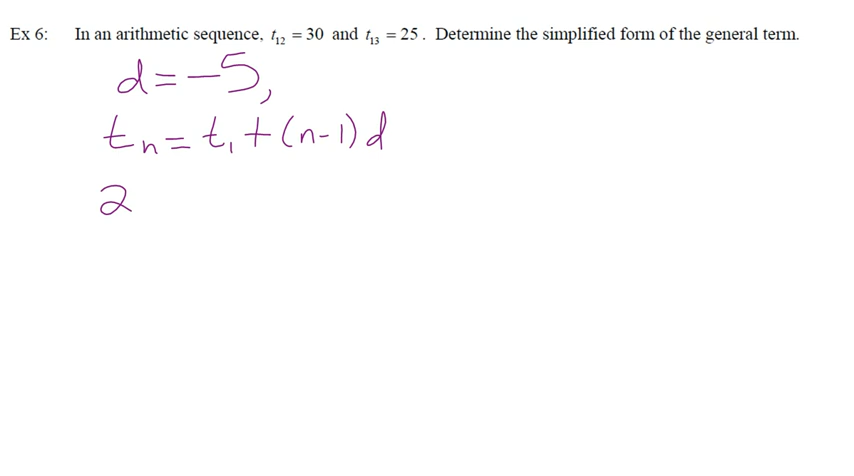 Ex 6: In an arithmetic sequence, t₁₂ = 30 and t₁₃ = 25 . Determine the simplified form of the general term.
d = -5,
tₙ = t₁ + (n-1)d
2